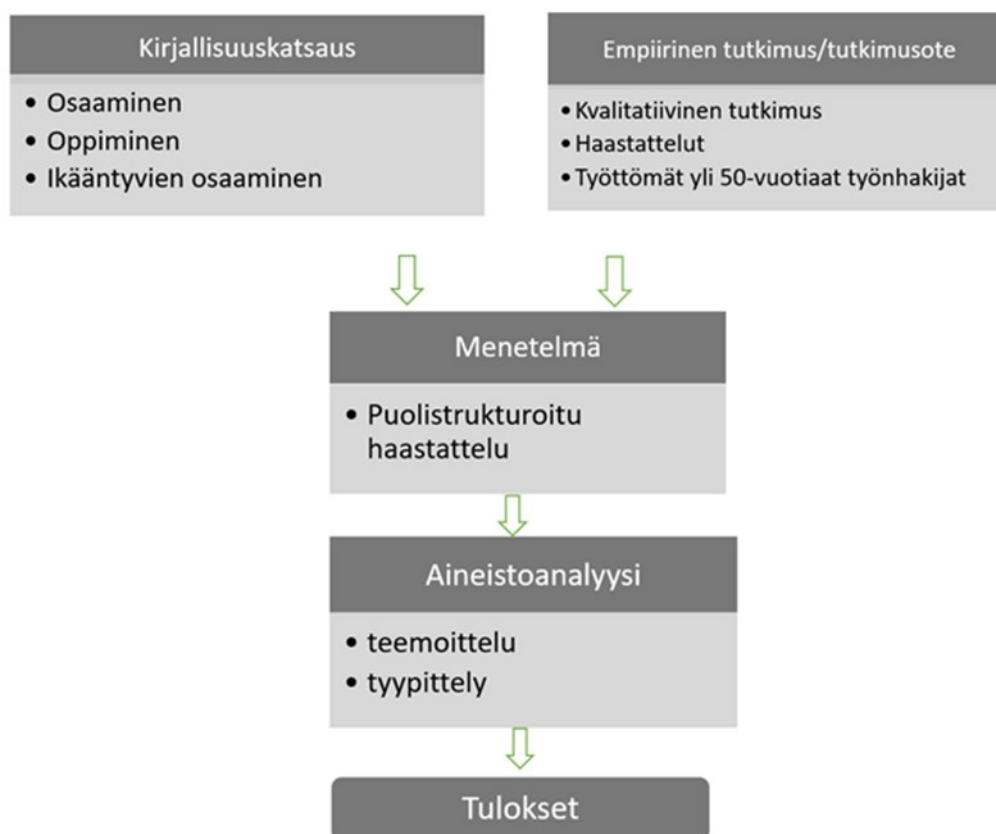 Kirjallisuuskatsaus
• Osaaminen
• Oppiminen
• Ikääntyvien osaaminen
Empiirinen tutkimus/tutkimusote
• Kvalitatiivinen tutkimus
• Haastattelut
• Työttömät yli 50-vuotiaat työnhakijat
Menetelmä
• Puolistrukturoitu
haastattelu
Aineistoanalyysi
• teemoittelu
• tyypittely
Tulokset